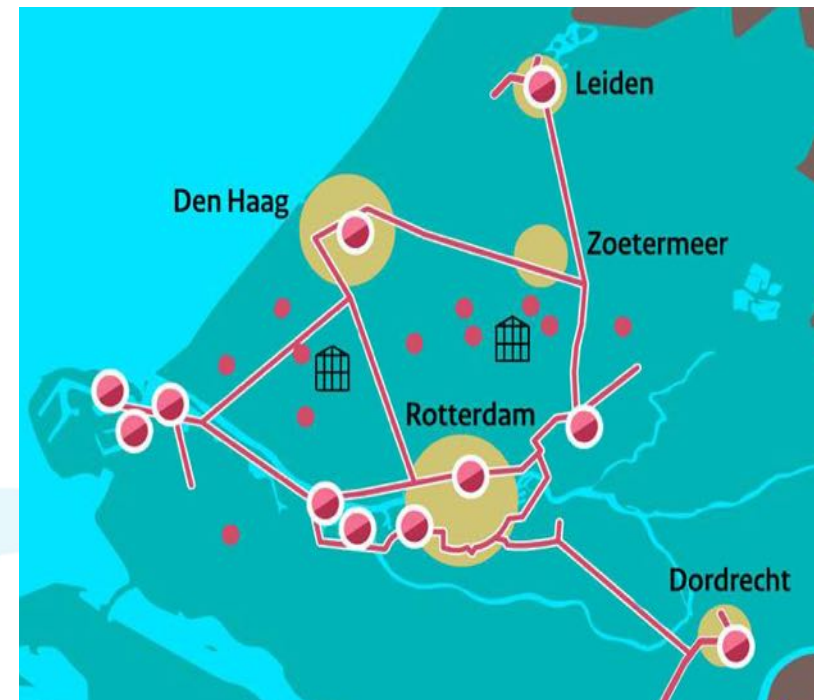 Leiden
Den Haag
Zoetermeer
Rotterdam
Dordrecht